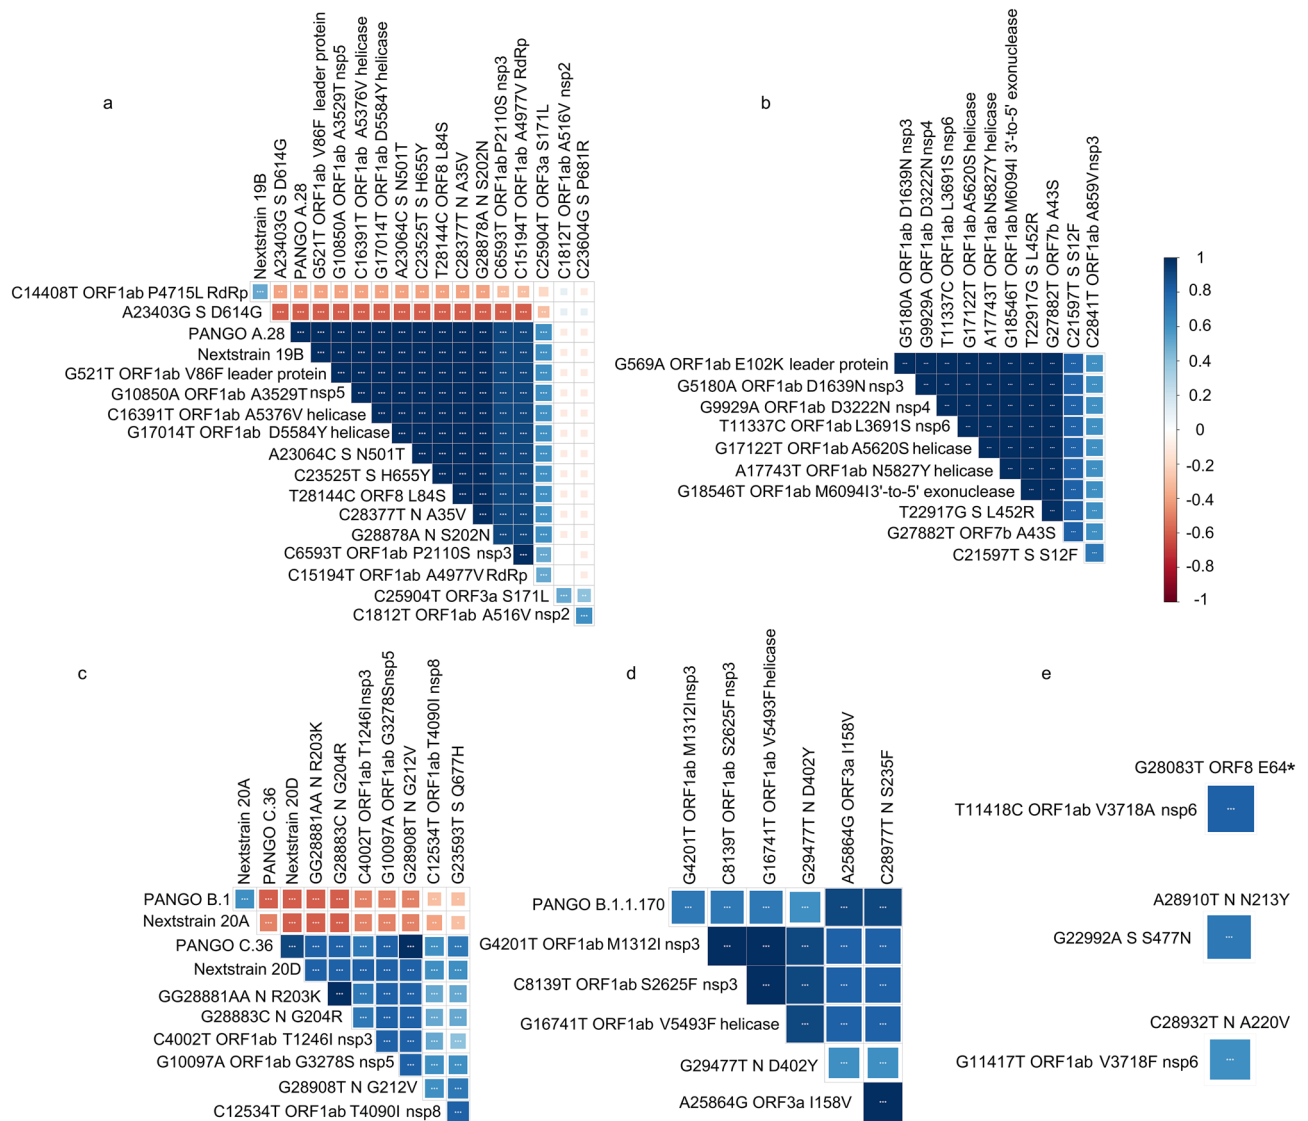 a
Nextstrain 19B
A23403G S D614G
PANGO A.28
G521T ORF1ab V86F leader protein
G10850A ORF1ab A3529T nsp5
C16391T ORF1ab A5376V helicase
G17014T ORF1ab D5584Y helicase
A23064C S N501T
C23525T S H655Y
T28144C ORF8 L84S
C28377T N A35V
G28878A N S202N
C6593T ORF1ab P2110S nsp3
C15194T ORF1ab A4977V RdRp
C25904T ORF3a S171L
C1812T ORF1ab A516V nsp2
C23604G S P681R
C14408T ORF1ab P4715L RdRp
A23403G S D614G
PANGO A.28
Nextstrain 19B
G521T ORF1ab V86F leader protein
G10850A ORF1ab A3529T nsp5
C16391T ORF1ab A5376V helicase
G17014T ORF1ab D5584Y helicase
A23064C S N501T
C23525T S H655Y
T28144C ORF8 L84S
C28377T N A35V
G28878A N S202N
C6593T ORF1ab P2110S nsp3
C15194T ORF1ab A4977V RdRp
C25904T ORF3a S171L
C1812T ORF1ab A516V nsp2
b
G5180A ORF1ab D1639N nsp3
G9929A ORF1ab D3222N nsp4
T11337C ORF1ab L3691S nsp6
G17122T ORF1ab A5620S helicase
A17743T ORF1ab N5827Y helicase
G18546T ORF1ab M6094I 3'-to-5' exonuclease
T22917G S L452R
G27882T ORF7b A43S
C21597T S S12F
C2841T ORF1ab A859V nsp3
G569A ORF1ab E102K leader protein
G5180A ORF1ab D1639N nsp3
G9929A ORF1ab D3222N nsp4
T11337C ORF1ab L3691S nsp6
G17122T ORF1ab A5620S helicase
A17743T ORF1ab N5827Y helicase
G18546T ORF1ab M6094I3'-to-5' exonuclease
T22917G S L452R
G27882T ORF7b A43S
C21597T S S12F
1
0.8
0.6
0.4
0.2
0
-0.2
-0.4
-0.6
-0.8
-1
c
Nextstrain 20A
PANGO C.36
Nextstrain 20D
GG28881AA N R203K
G28883C N G204R
C4002T ORF1ab T1246I nsp3
G10097A ORF1ab G3278S nsp5
G28908T N G212V
C12534T ORF1ab T4090I nsp8
G23593T S Q677H
PANGO B.1
Nextstrain 20A
PANGO C.36
Nextstrain 20D
GG28881AA N R203K
G28883C N G204R
C4002T ORF1ab T1246I nsp3
G10097A ORF1ab G3278S nsp5
G28908T N G212V
C12534T ORF1ab T4090I nsp8
d
G4201T ORF1ab M1312I nsp3
C8139T ORF1ab S2625F nsp3
G16741T ORF1ab V5493F helicase
G29477T N D402Y
A25864G ORF3a I158V
C28977T N S235F
PANGO B.1.1.170
G4201T ORF1ab M1312I nsp3
C8139T ORF1ab S2625F nsp3
G16741T ORF1ab V5493F helicase
G29477T N D402Y
A25864G ORF3a I158V
e
G28083T ORF8 E64*
T11418C ORF1ab V3718A nsp6
A28910T N N213Y
G22992A S S477N
C28932T N A220V
G11417T ORF1ab V3718F nsp6